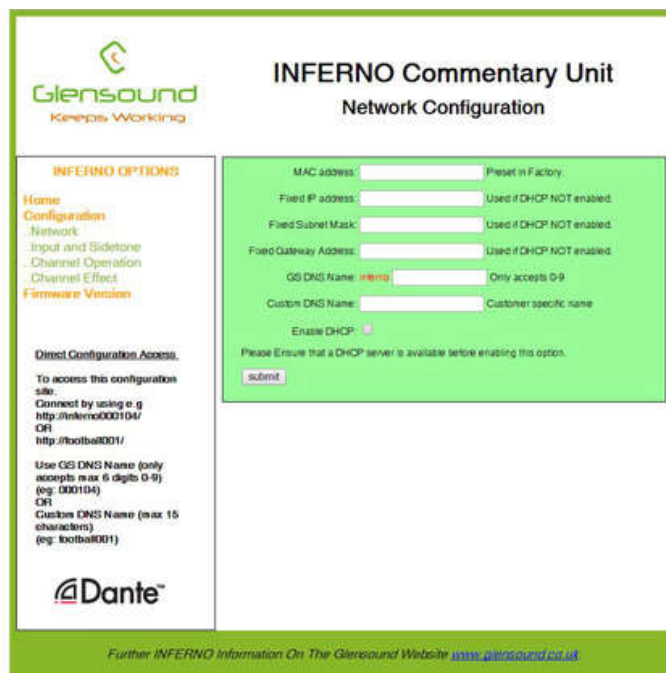 Glensound
Keeps Working
INFERNO Commentary Unit
Network Configuration
INFERNO OPTIONS
Home
Configuration
..Network
..Input and Sidetone
..Channel Operation
..Channel Effect
Firmware Version
Direct Configuration Access.
To access this configuration
site.
Connect by using e.g
http://inferno000104/
OR
http://football001/
Use GS DNS Name (only
accepts max 6 digits 0-9)
(eg: 000104)
OR
Custom DNS Name (max 15
characters)
(eg: football001)
Dante™
MAC address: Preset in Factory.
Fixed IP address: Used if DHCP NOT enabled.
Fixed Subnet Mask: Used if DHCP NOT enabled.
Fixed Gateway Address: Used if DHCP NOT enabled.
GS DNS Name: inferno Only accepts 0-9
Custom DNS Name: Customer specific name
Enable DHCP:
Please Ensure that a DHCP server is available before enabling this option.
submit
Further INFERNO Information On The Glensound Website www.glensound.co.uk